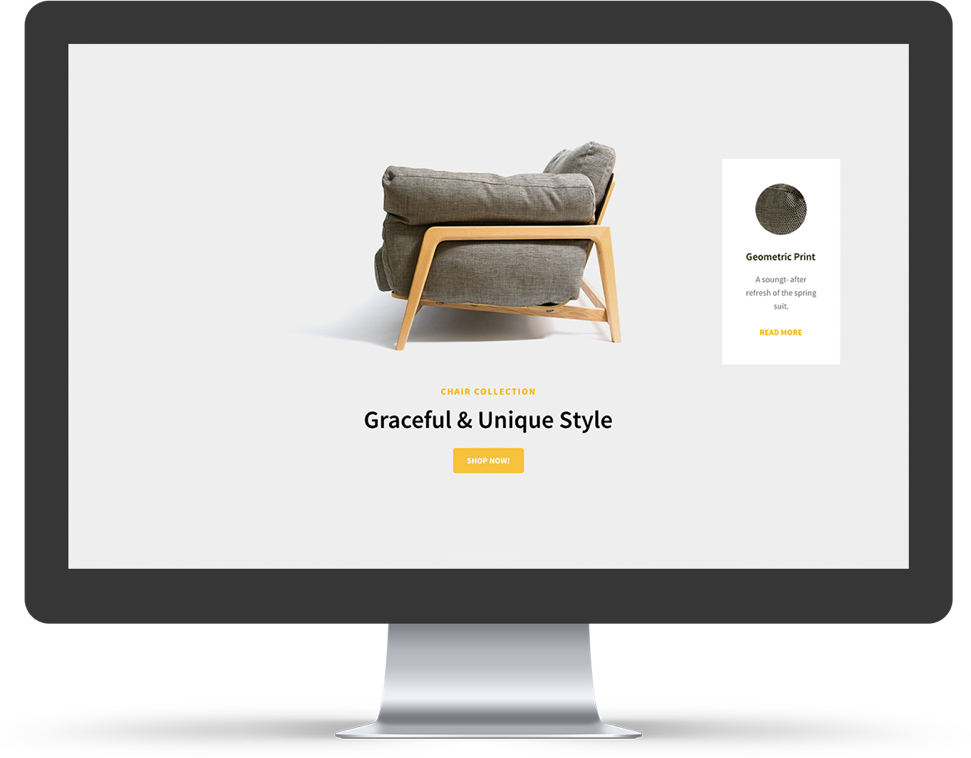 CHAIR COLLECTION
Graceful & Unique Style
SHOP NOW!
Geometric Print
A soungt- after
refresh of the spring
suit.
READ MORE